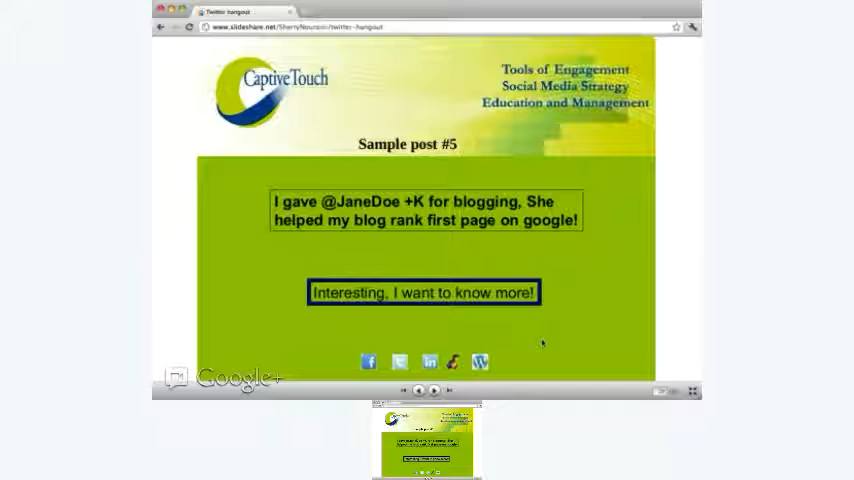 Twitter hangout
www.slideshare.net/SherryNouraini/twitter-hangout
CaptiveTouch
Tools of Engagement
Social Media Strategy
Education and Management
Sample post #5
I gave @JaneDoe +K for blogging, She
helped my blog rank first page on google!
Interesting, I want to know more!
Google+